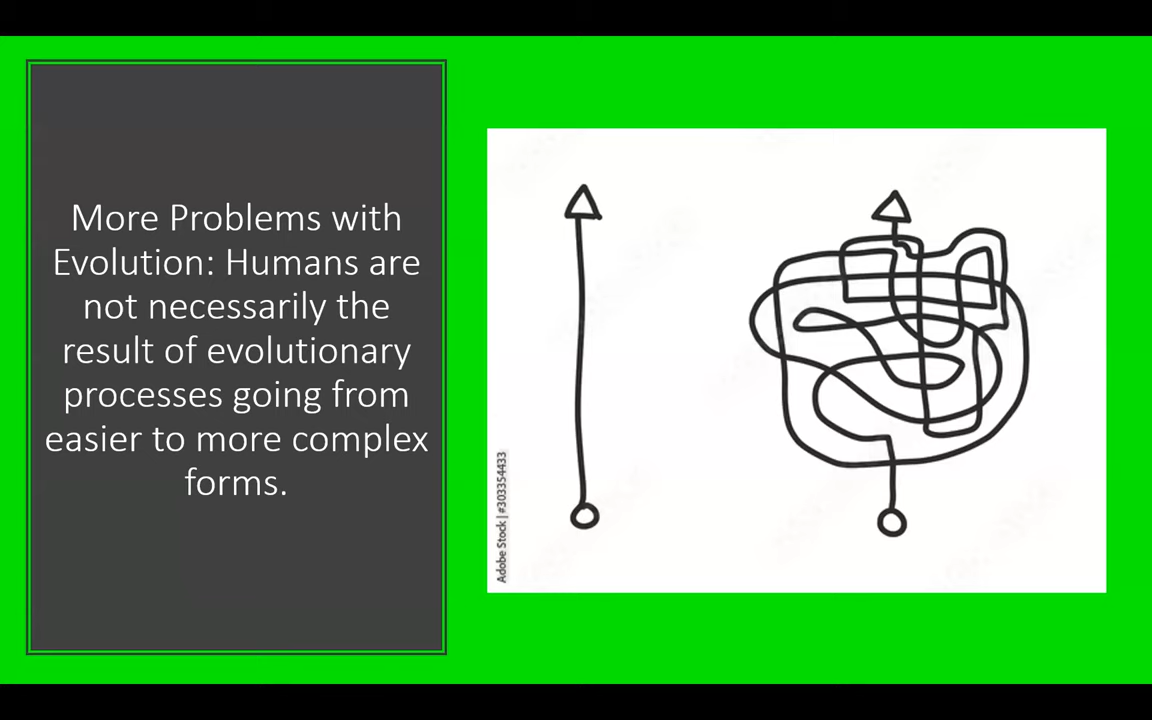 More Problems with
Evolution: Humans are
not necessarily the
result of evolutionary
processes going from
easier to more complex
forms.
Adobe Stock | #303354433